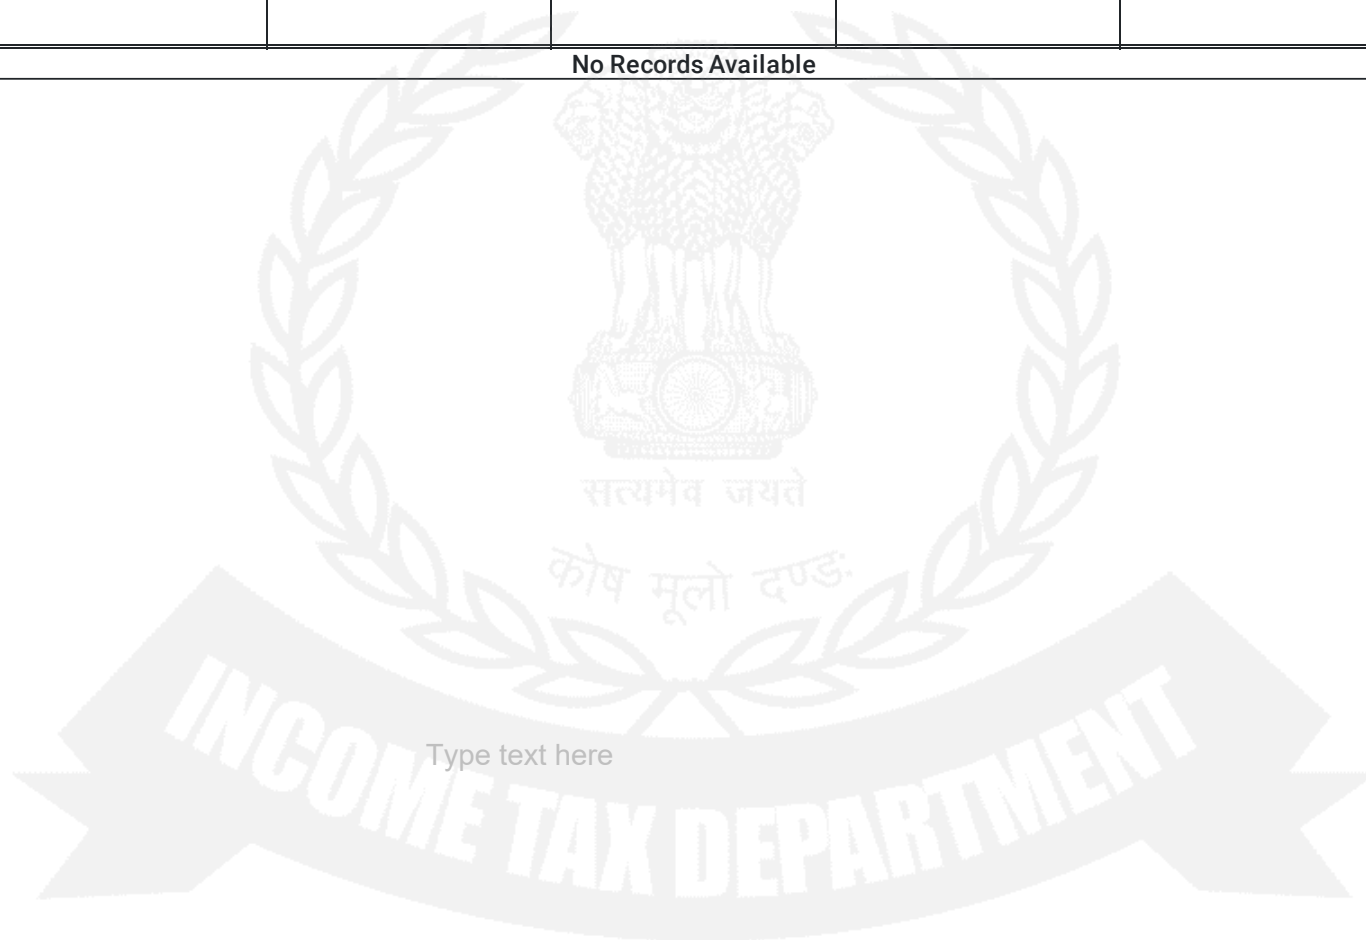 No Records Available
सत्यमेव जयते
कोष मूलो दण्डः
Type text here
INCOME TAX DEPARTMENT